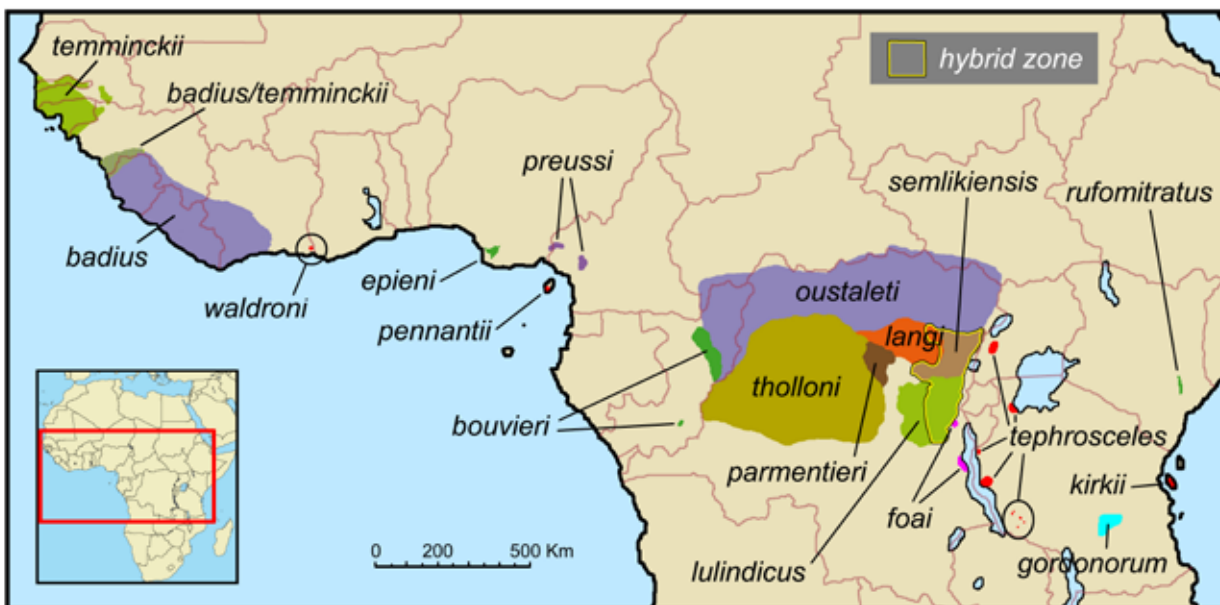 temminckii
hybrid zone
badius/temminckii
preussi
semlikiensis
rufomitratus
badius
epieni
waldroni
oustaleti
pennantii
langi
tholloni
bouvieri
tephrosceles
parmentieri
kirkii
foai
0 200 500 Km
lulindicus
gordonorum